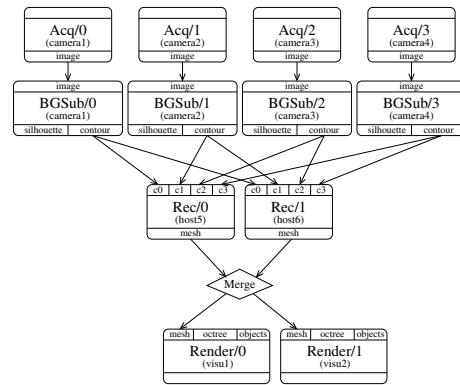 Acq/0 Acq/1 Acq/2 Acq/3
(camera1) (camera2) (camera3) (camera4)
image image image image
image image image image
BGSub/0 BGSub/1 BGSub/2 BGSub/3
(camera1) (camera2) (camera3) (camera4)
silhouette contour silhouette contour silhouette contour silhouette contour
c0 c1 c2 c3 c0 c1 c2 c3
Rec/0 Rec/1
(host5) (host6)
mesh mesh
Merge
mesh octree objects mesh octree objects
Render/0 Render/1
(visu1) (visu2)